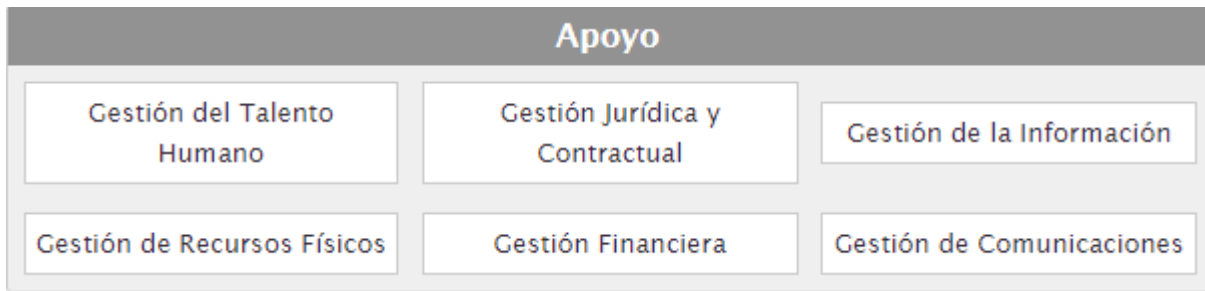 Apoyo
Gestión del Talento
Humano
Gestión Jurídica y
Contractual
Gestión de la Información
Gestión de Recursos Físicos
Gestión Financiera
Gestión de Comunicaciones